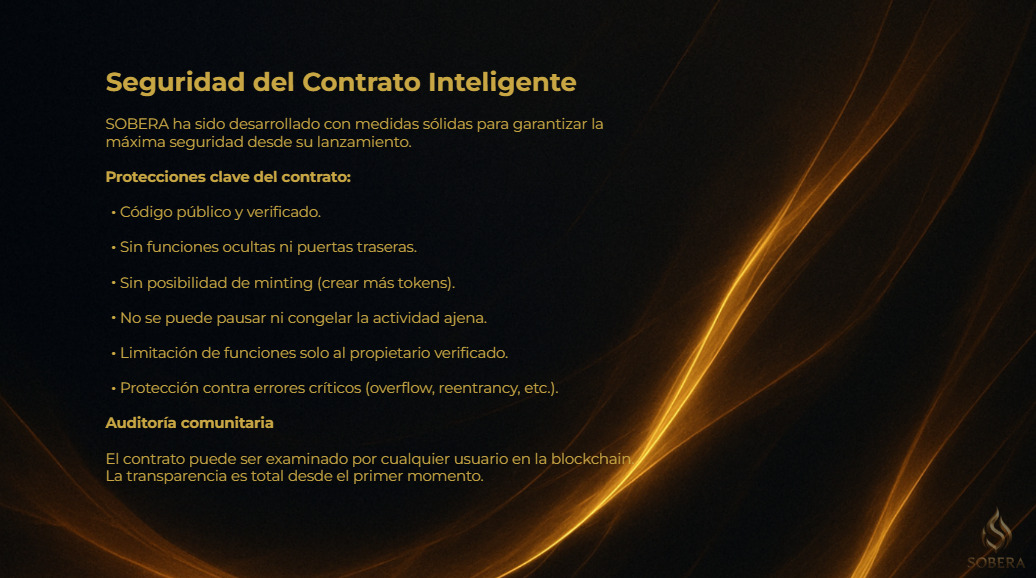 Seguridad del Contrato Inteligente
SOBERA ha sido desarrollado con medidas sólidas para garantizar la
máxima seguridad desde su lanzamiento.
Protecciones clave del contrato:
• Código público y verificado.
• Sin funciones ocultas ni puertas traseras.
• Sin posibilidad de minting (crear más tokens).
• No se puede pausar ni congelar la actividad ajena.
• Limitación de funciones solo al propietario verificado.
• Protección contra errores críticos (overflow, reentrancy, etc.).
Auditoría comunitaria
El contrato puede ser examinado por cualquier usuario en la blockchain.
La transparencia es total desde el primer momento.
SOBERA